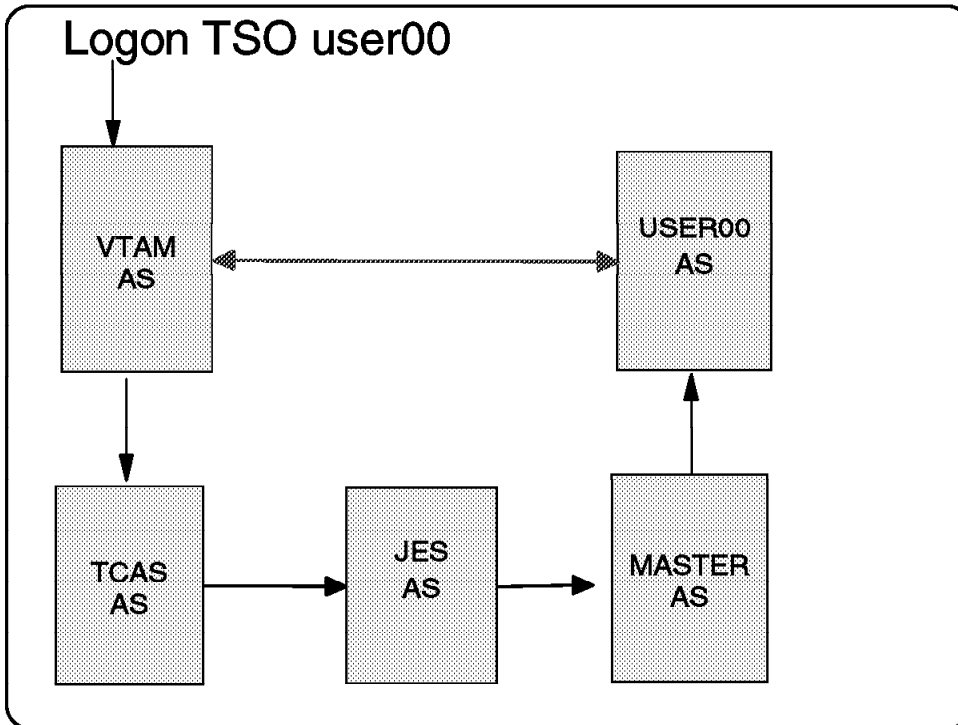 Logon TSO user00
VTAM
AS
USER00
AS
TCAS
AS
JES
AS
MASTER
AS